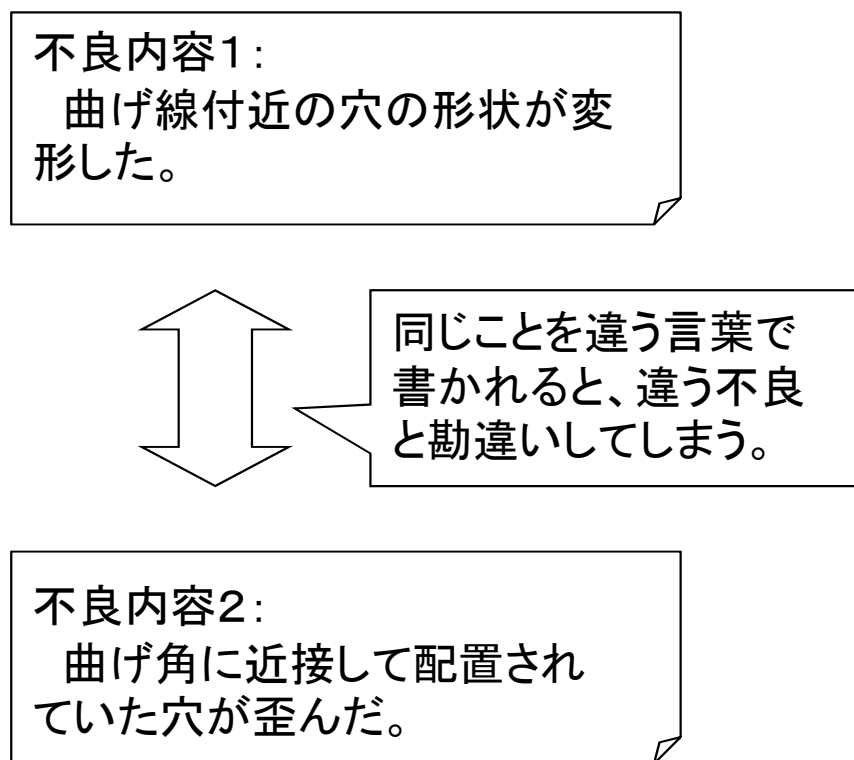 不良内容1:
曲げ線付近の穴の形状が変
形した。
同じことを違う言葉で
書かれると、違う不良
と勘違いしてしまう。
不良内容2:
曲げ角に近接して配置され
ていた穴が歪んだ。